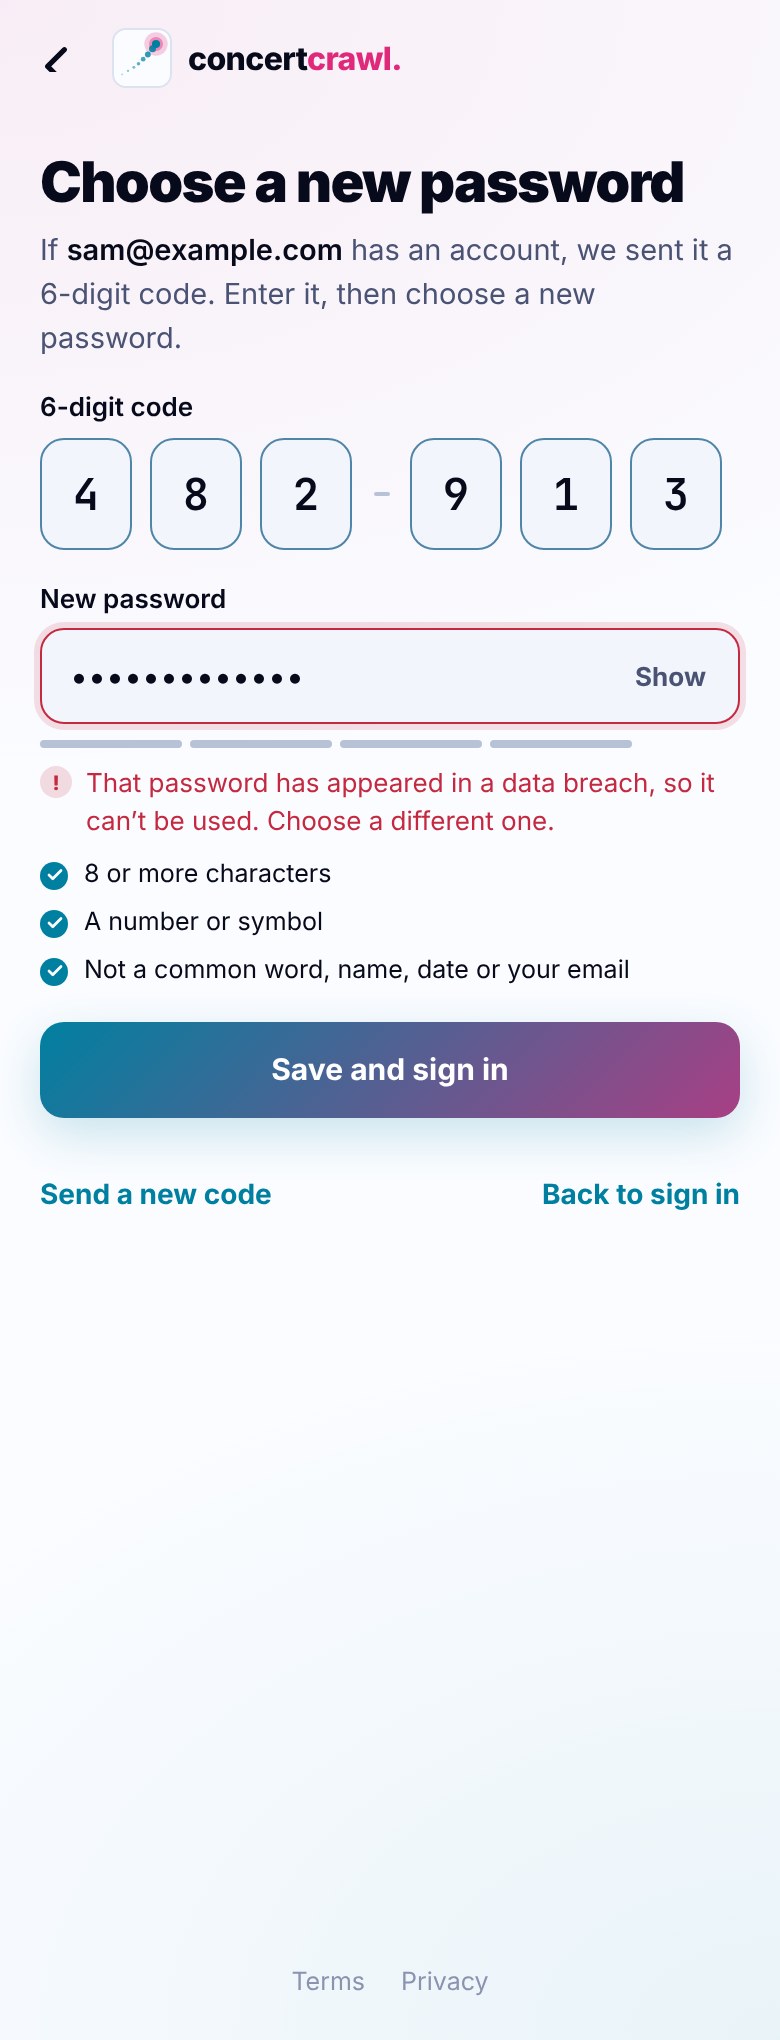 concertcrawl.
Choose a new password
If sam@example.com has an account, we sent it a
6-digit code. Enter it, then choose a new
password.
6-digit code
4 8 2 – 9 1 3
New password
••••••••••••• Show
! That password has appeared in a data breach, so it
can’t be used. Choose a different one.
8 or more characters
A number or symbol
Not a common word, name, date or your email
Save and sign in
Send a new code Back to sign in
Terms Privacy